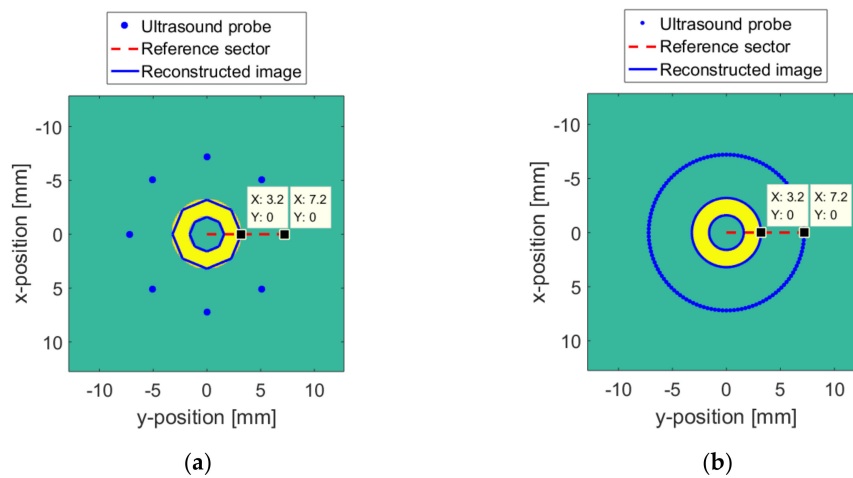 Ultrasound probe
Reference sector
Reconstructed image
-10
-5
0
5
10
x-position [mm]
X: 3.2
Y: 0
X: 7.2
Y: 0
-10
-5
0
5
10
y-position [mm]
(a)
Ultrasound probe
Reference sector
Reconstructed image
-10
-5
0
5
10
x-position [mm]
X: 3.2
Y: 0
X: 7.2
Y: 0
-10
-5
0
5
10
y-position [mm]
(b)